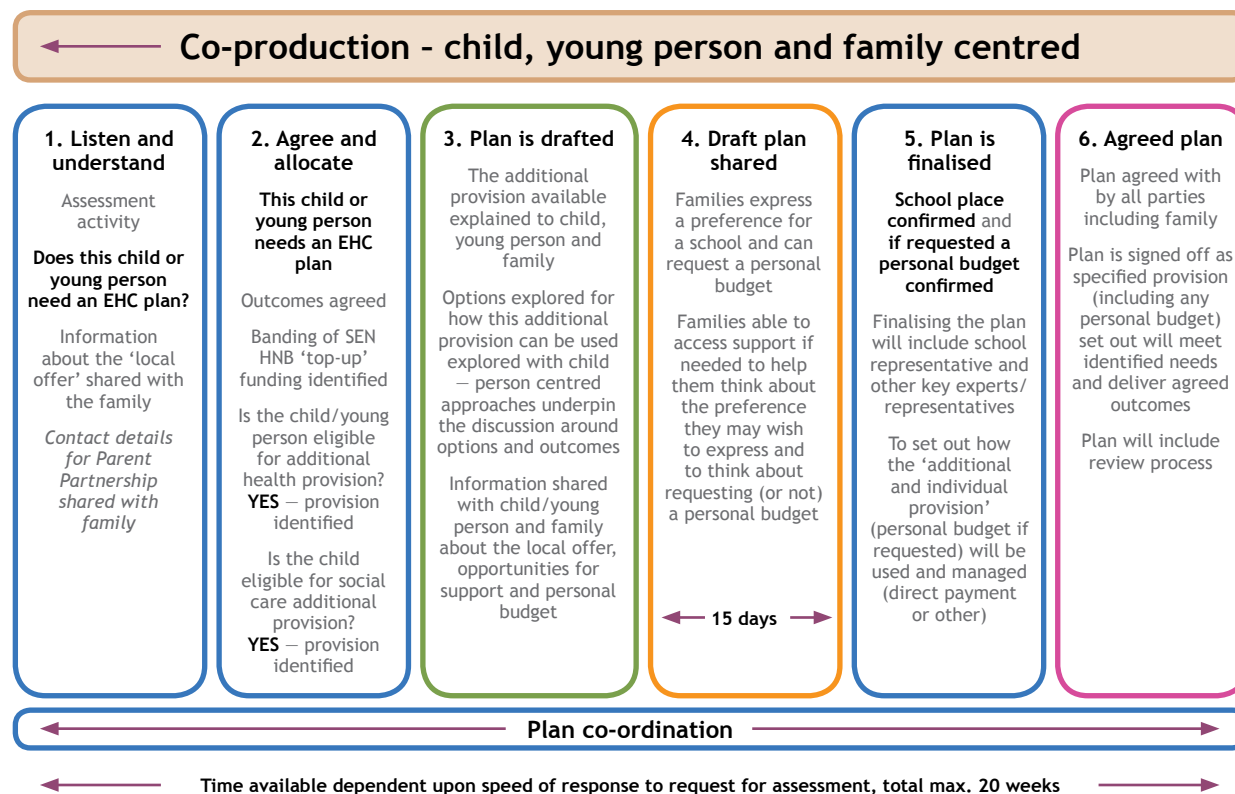 Co-production – child, young person and family centred
1. Listen and
understand
Assessment
activity
Does this child or
young person
need an EHC plan?
Information
about the ‘local
offer’ shared with
the family
Contact details
for Parent
Partnership
shared with
family
2. Agree and
allocate
This child or
young person
needs an EHC
plan
Outcomes agreed
Banding of SEN
HNB ‘top-up’
funding identified
Is the child/young
person eligible
for additional
health provision?
YES — provision
identified
Is the child
eligible for social
care additional
provision?
YES — provision
identified
3. Plan is drafted
The additional
provision available
explained to child,
young person and
family
Options explored for
how this additional
provision can be used
explored with child
— person centred
approaches underpin
the discussion around
options and outcomes
Information shared
with child/young
person and family
about the local offer,
opportunities for
support and personal
budget
4. Draft plan
shared
Families express
a preference for
a school and can
request a personal
budget
Families able to
access support if
needed to help
them think about
the preference
they may wish
to express and
to think about
requesting (or not)
a personal budget
15 days
5. Plan is
finalised
School place
confirmed and
if requested a
personal budget
confirmed
Finalising the plan
will include school
representative and
other key experts/
representatives
To set out how
the ‘additional
and individual
provision’
(personal budget if
requested) will be
used and managed
(direct payment
or other)
6. Agreed plan
Plan agreed with
by all parties
including family
Plan is signed off as
specified provision
(including any
personal budget)
set out will meet
identified needs
and deliver agreed
outcomes
Plan will include
review process
Plan co-ordination
Time available dependent upon speed of response to request for assessment, total max. 20 weeks